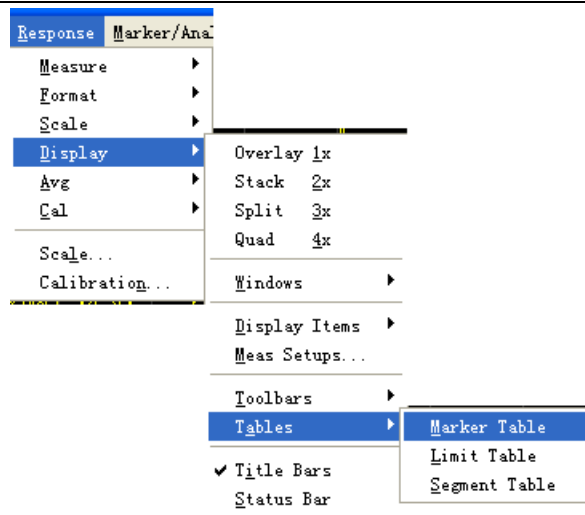 Response Marker/Ana
Measure
Format
Scale
Display
Avg
Cal
Scale...
Calibration...
Overlay 1x
Stack 2x
Split 3x
Quad 4x
Windows
Display Items
Meas Setups...
Toolbars
Tables
Title Bars
Status Bar
Marker Table
Limit Table
Segment Table